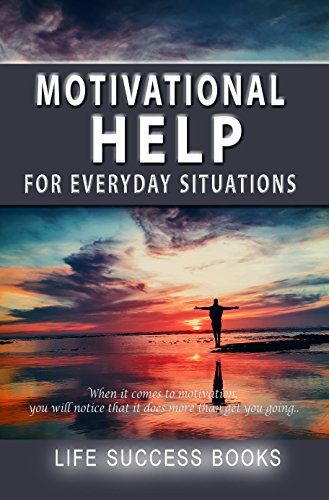 MOTIVATIONAL
HELP
FOR EVERYDAY SITUATIONS
When it comes to motivation,
you will notice that it does more than get you going..
LIFE SUCCESS BOOKS